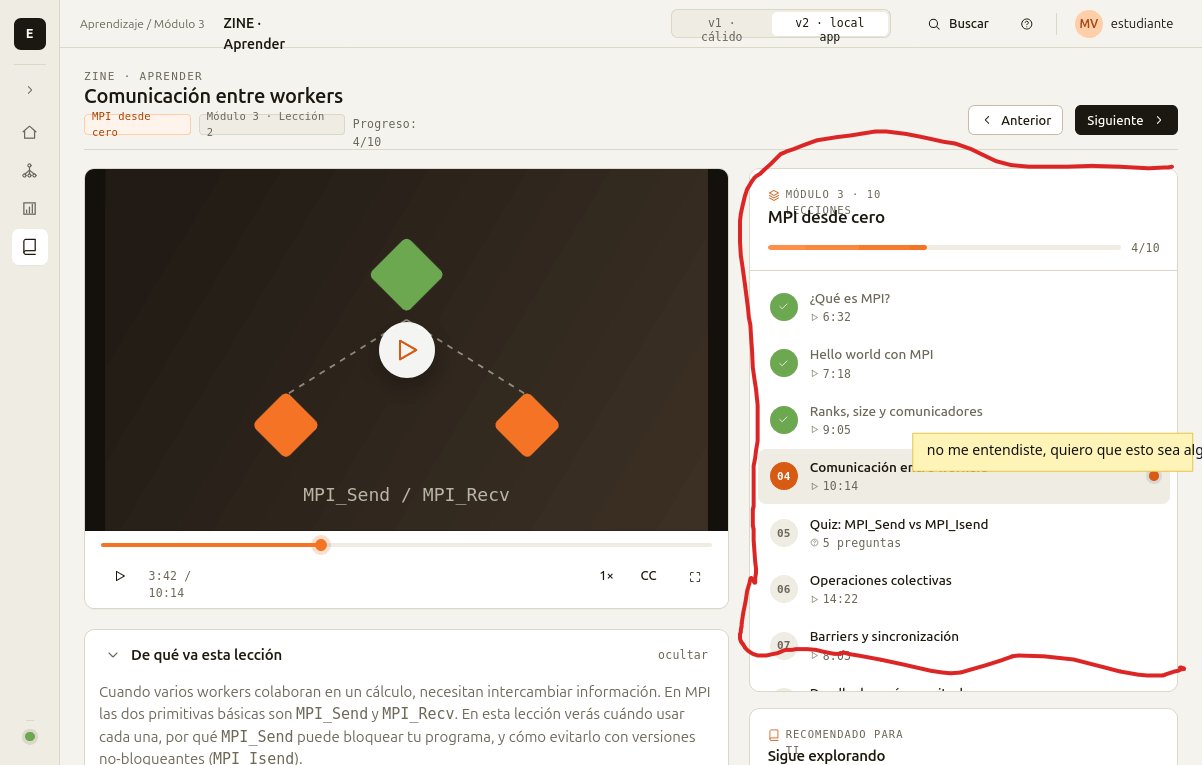 E
Aprendizaje / Módulo 3
ZINE ·
Aprender
v1 ·
cálido
v2 · local
app
Buscar
MV
estudiante
ZINE · APRENDER
Comunicación entre workers
MPI desde
cero
Módulo 3 · Lección
2
Progreso:
4/10
Anterior
Siguiente
MPI_Send / MPI_Recv
3:42 /
10:14
1×
CC
De qué va esta lección
ocultar
Cuando varios workers colaboran en un cálculo, necesitan intercambiar información. En MPI
las dos primitivas básicas son MPI_Send y MPI_Recv. En esta lección verás cuándo usar
cada una, por qué MPI_Send puede bloquear tu programa, y cómo evitarlo con versiones
no-bloqueantes (MPI_Isend).
MÓDULO 3 · 10
LECCIONES
MPI desde cero
4/10
¿Qué es MPI?
6:32
Hello world con MPI
7:18
Ranks, size y comunicadores
9:05
no me entendiste, quiero que esto sea alg
04
Comunicación entre workers
10:14
05
Quiz: MPI_Send vs MPI_Isend
5 preguntas
06
Operaciones colectivas
14:22
07
Barriers y sincronización
8:05
RECOMENDADO PARA
TI
Sigue explorando